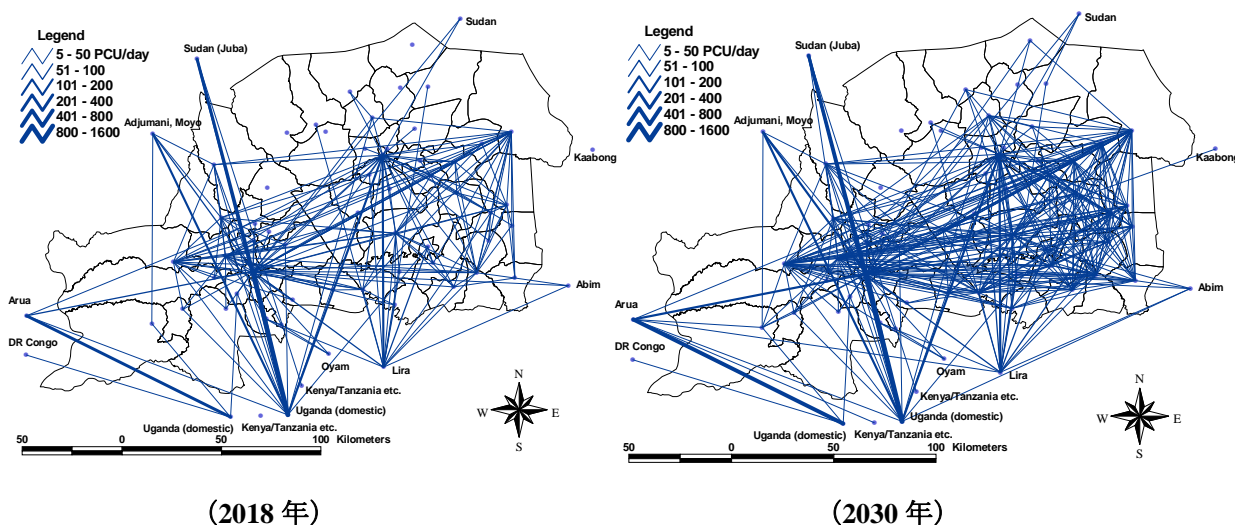 Legend
5 - 50 PCU/day
51 - 100
101 - 200
201 - 400
401 - 800
800 - 1600
Sudan
Sudan (Juba)
Adjumani, Moyo
Kaabong
Abim
Arua
DR Congo
Oyam
Lira
Kenya/Tanzania etc.
Uganda (domestic)
Uganda (domestic)
Kenya/Tanzania etc.
N
W
E
S
50
0
50
100 Kilometers
(2018 年)
Legend
5 - 50 PCU/day
51 - 100
101 - 200
201 - 400
401 - 800
800 - 1600
Sudan
Sudan (Juba)
Adjumani, Moyo
Kaabong
Abim
Arua
DR Congo
Oyam
Lira
Kenya/Tanzania etc.
Uganda (domestic)
Uganda (domestic)
Kenya/Tanzania etc.
N
W
E
S
50
0
50
100 Kilometers
(2030 年)